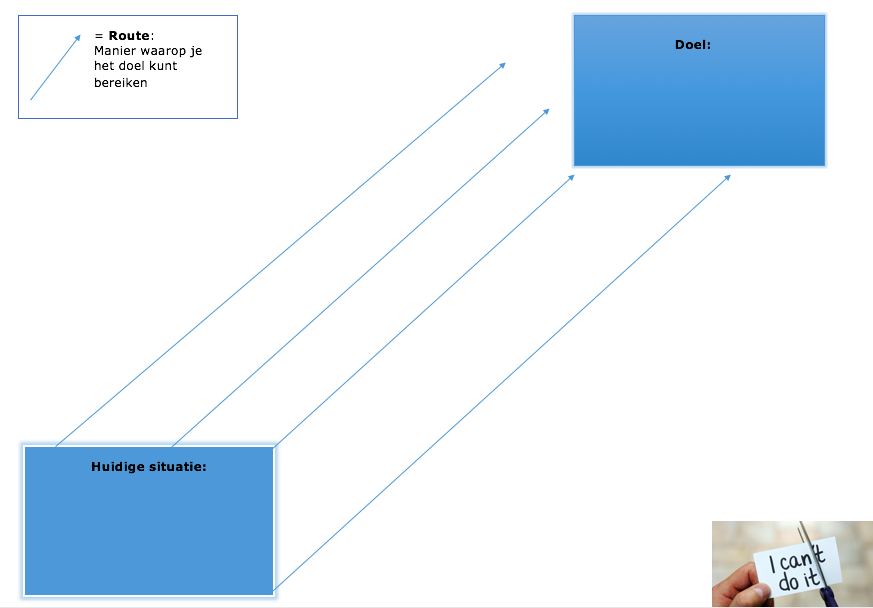 = Route:
Manier waarop je
het doel kunt
bereiken
Doel:
Huidige situatie:
I can't
do it